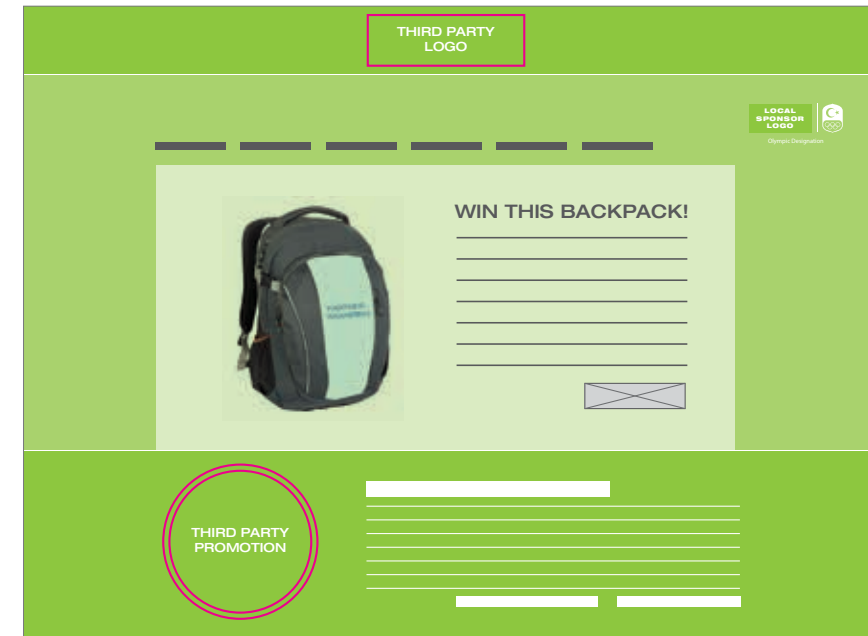 THIRD PARTY
LOGO
LOCAL
SPONSOR
LOGO
Olympic Designation
WIN THIS BACKPACK!
THIRD PARTY
PROMOTION